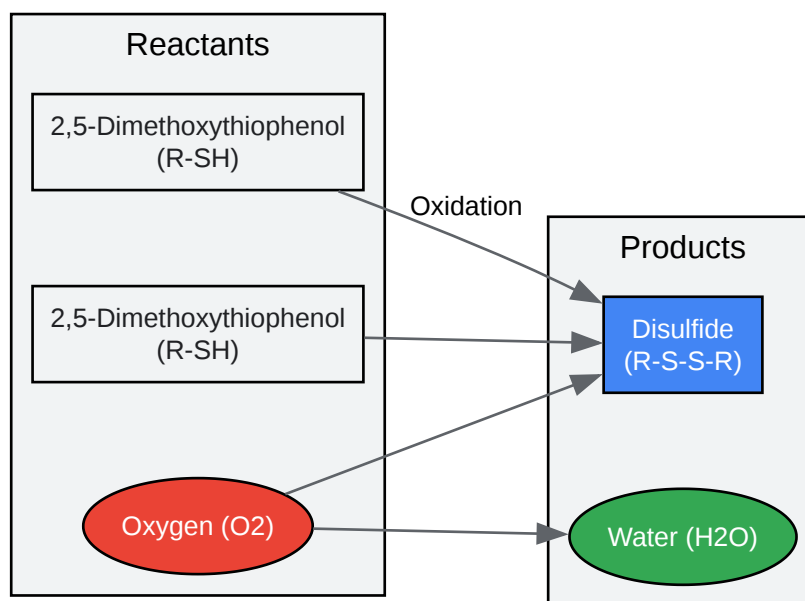 Reactants
2,5-Dimethoxythiophenol
(R-SH)
Oxidation
Products
2,5-Dimethoxythiophenol
(R-SH)
Disulfide
(R-S-S-R)
Oxygen (O2)
Water (H2O)